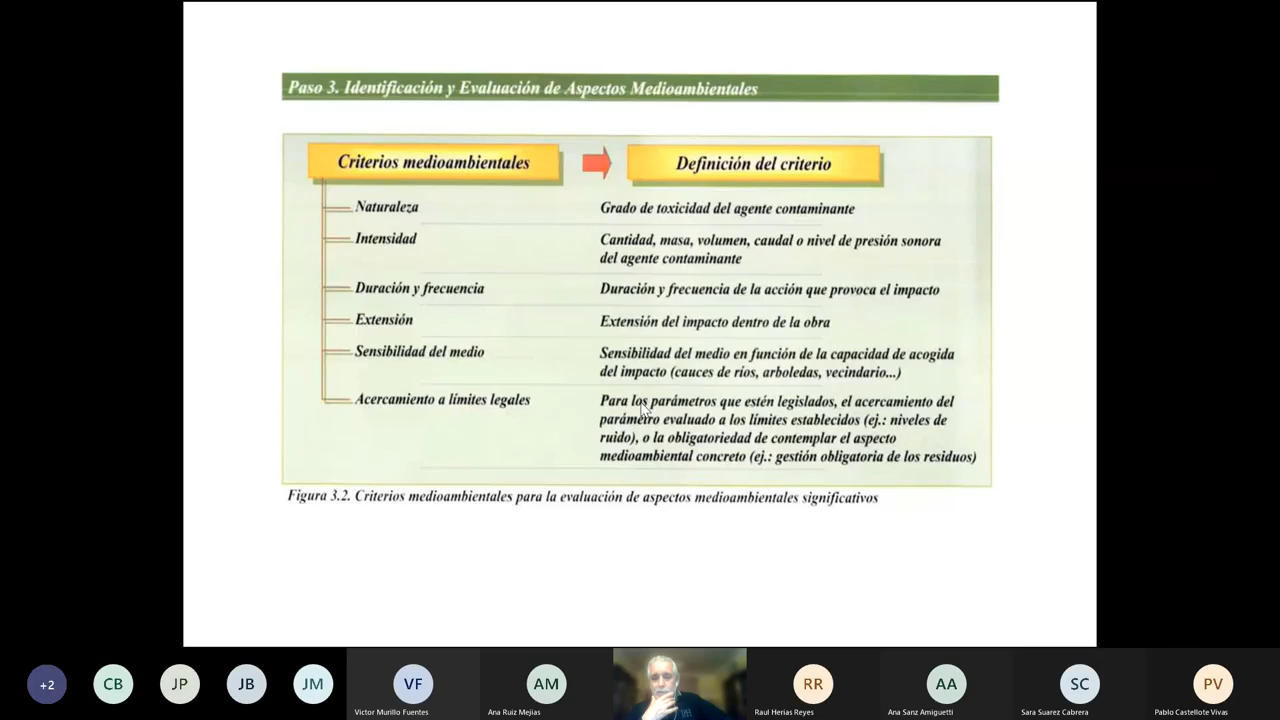 Paso 3. Identificación y Evaluación de Aspectos Medioambientales
Criterios medioambientales
Definición del criterio
Naturaleza
Grado de toxicidad del agente contaminante
Intensidad
Cantidad, masa, volumen, caudal o nivel de presión sonora
del agente contaminante
Duración y frecuencia
Duración y frecuencia de la acción que provoca el impacto
Extensión
Extensión del impacto dentro de la obra
Sensibilidad del medio
Sensibilidad del medio en función de la capacidad de acogida
del impacto (cauces de ríos, arboledas, vecindario...)
Acercamiento a límites legales
Para los parámetros que estén legislados, el acercamiento del
parámetro evaluado a los límites establecidos (ej.: niveles de
ruido), o la obligatoriedad de contemplar el aspecto
medioambiental concreto (ej.: gestión obligatoria de los residuos)
Figura 3.2. Criterios medioambientales para la evaluación de aspectos medioambientales significativos
+2
CB
JP
JB
JM
VF
AM
RR
AA
SC
PV
Victor Murillo Fuentes
Ana Ruiz Mejias
Raul Herias Reyes
Ana Sanz Amiguetti
Sara Suarez Cabrera
Pablo Castellote Vivas